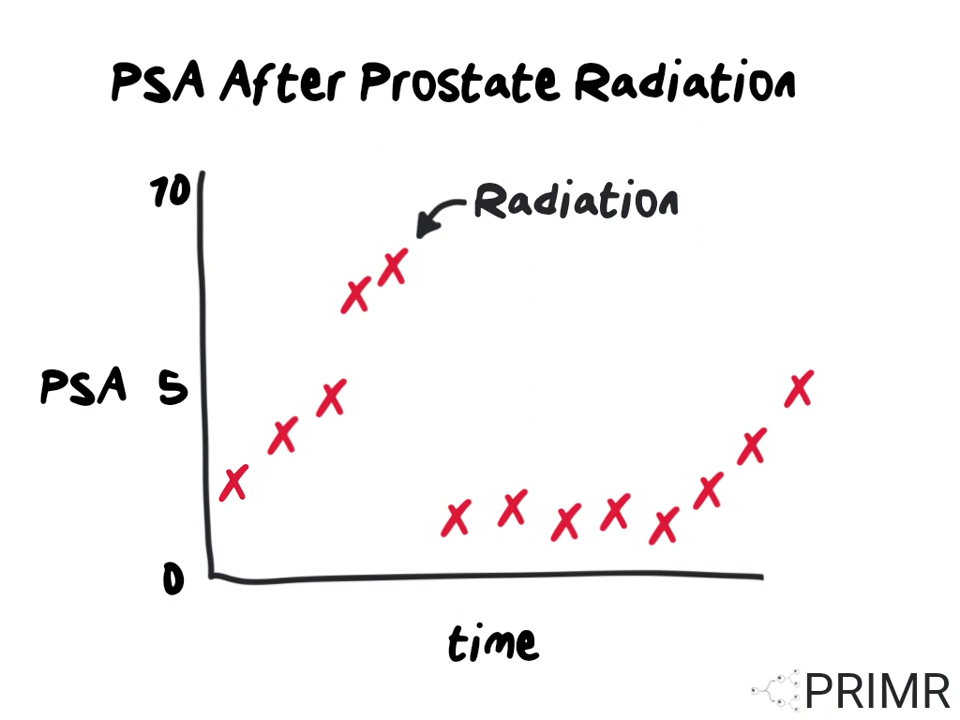 PSA After Prostate Radiation
10
Radiation
PSA 5
0
time
PRIMR